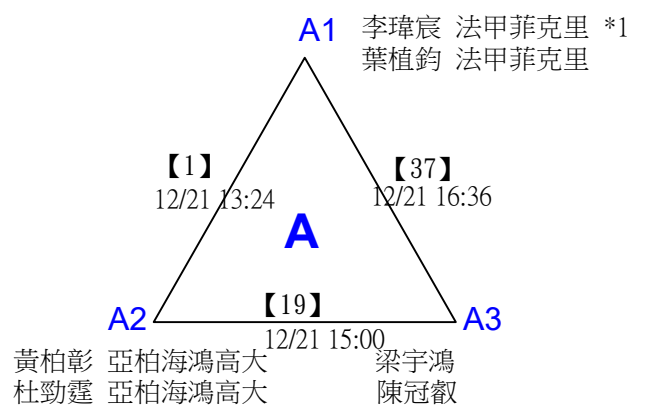 A1 李瑋宸 法甲菲克里 *1
葉植鈞 法甲菲克里
【1】
12/21 13:24
【37】
12/21 16:36
A
A2
【19】
12/21 15:00
A3
黃柏彰 亞柏海鴻高大
杜勁霆 亞柏海鴻高大
梁宇鴻
陳冠叡